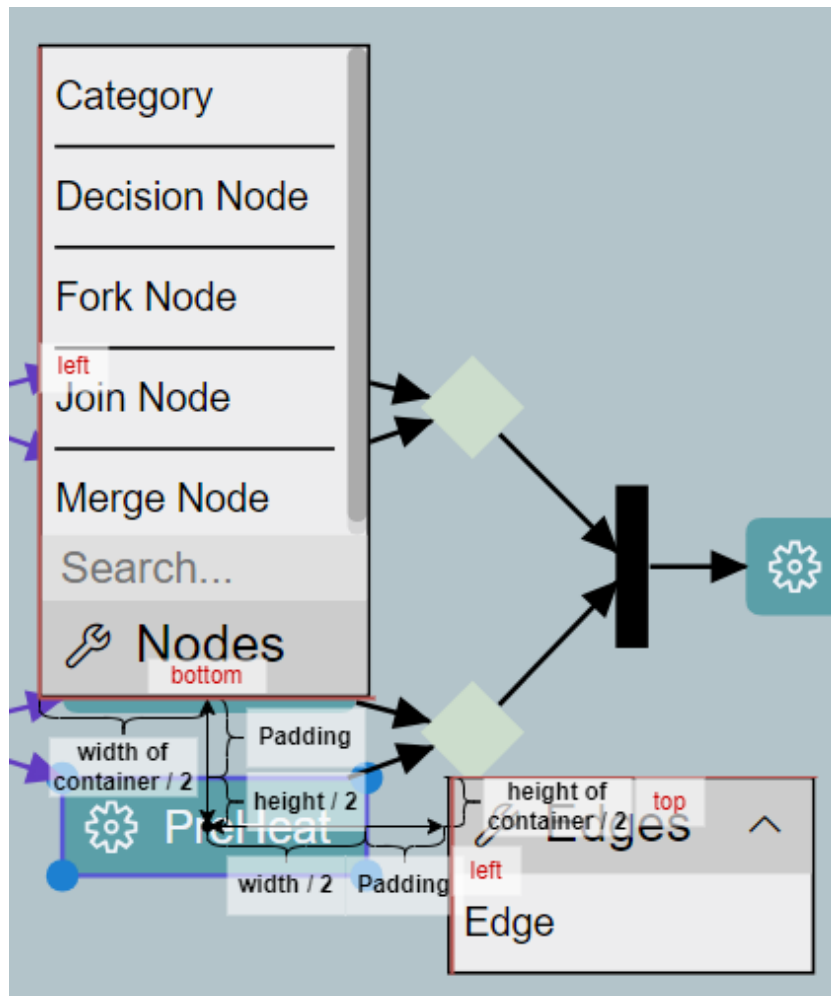 Category
Decision Node
Fork Node
left
Join Node
Merge Node
Search...
Nodes
bottom
width of
container / 2
Padding
height / 2
PreHeat
width / 2
Padding
height of
container / 2
Edges
top
left
Edge